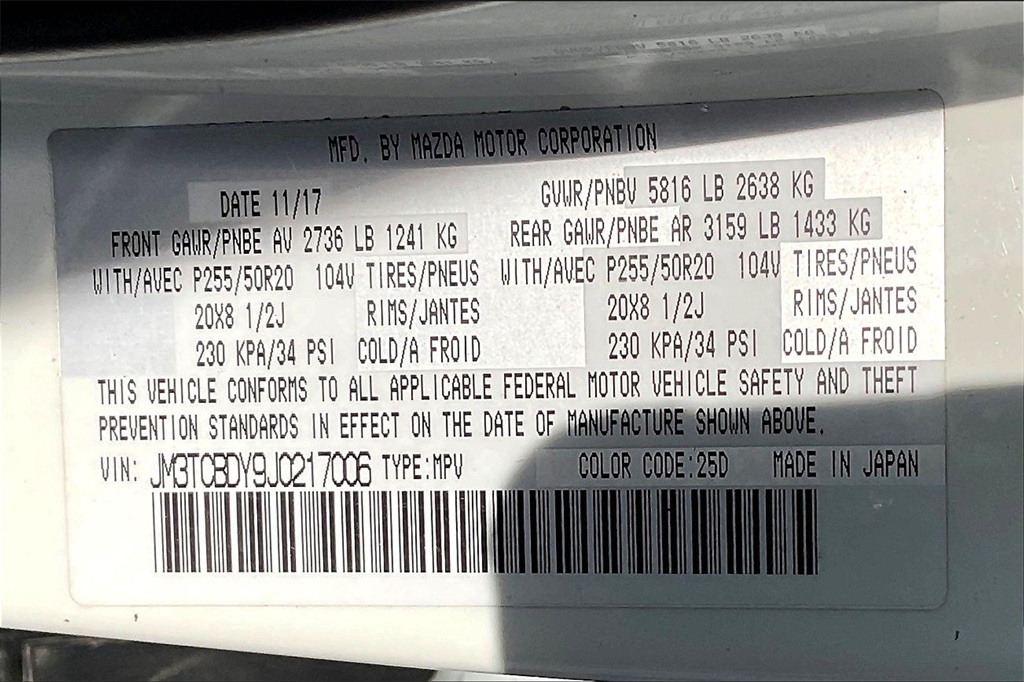 MFD. BY MAZDA MOTOR CORPORATION
DATE 11/17 GVWR/PNBV 5816 LB 2638 KG
FRONT GAWR/PNBE AV 2736 LB 1241 KG REAR GAWR/PNBE AR 3159 LB 1433 KG
WITH/AVEC P255/50R20 104V TIRES/PNEUS WITH/AVEC P255/50R20 104V TIRES/PNEUS
20X8 1/2J RIMS/JANTES 20X8 1/2J RIMS/JANTES
230 KPA/34 PSI COLD/A FROID 230 KPA/34 PSI COLD/A FROID
THIS VEHICLE CONFORMS TO ALL APPLICABLE FEDERAL MOTOR VEHICLE SAFETY AND THEFT
PREVENTION STANDARDS IN EFFECT ON THE DATE OF MANUFACTURE SHOWN ABOVE.
VIN: JM3TCBDY9J0217006 TYPE:MPV COLOR CODE:25D MADE IN JAPAN